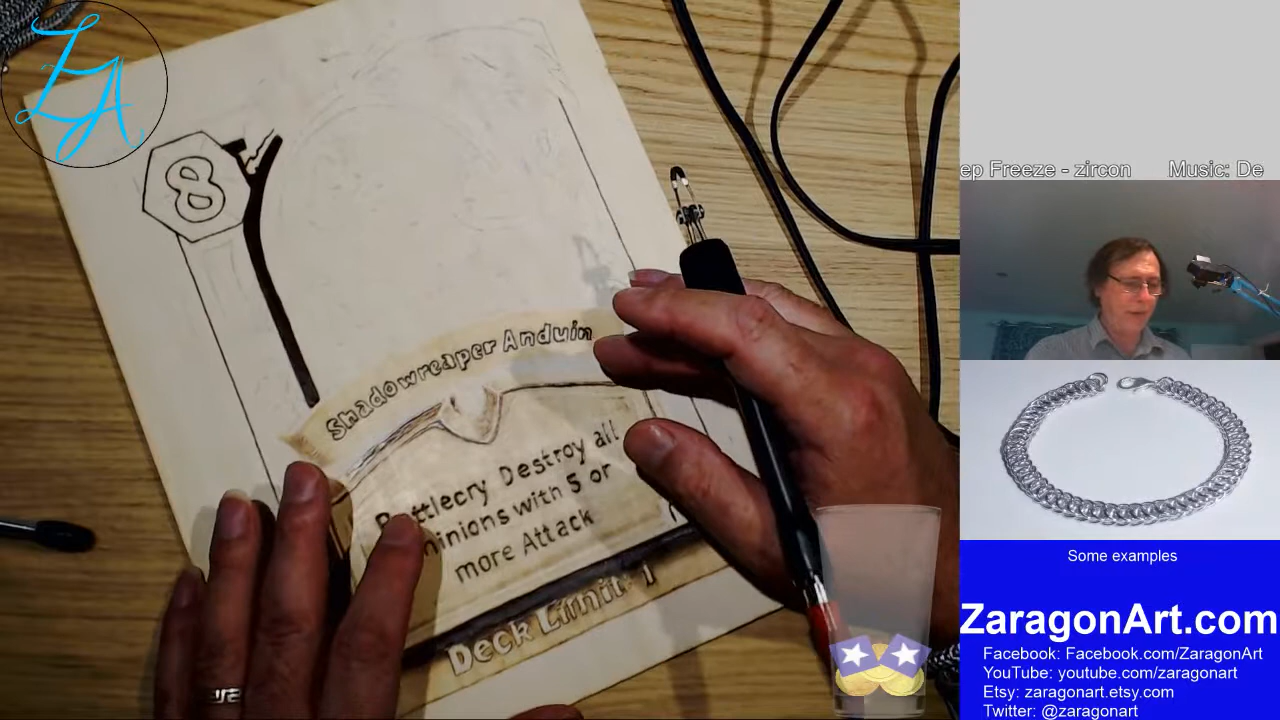 ZA
8
Shadowreaper Anduin
Battlecry Destroy all
minions with 5 or
more Attack
Deck Limit: 1
ep Freeze - zircon Music: De
Some examples
ZaragonArt.com
Facebook: Facebook.com/ZaragonArt
YouTube: youtube.com/zaragonart
Etsy: zaragonart.etsy.com
Twitter: @zaragonart